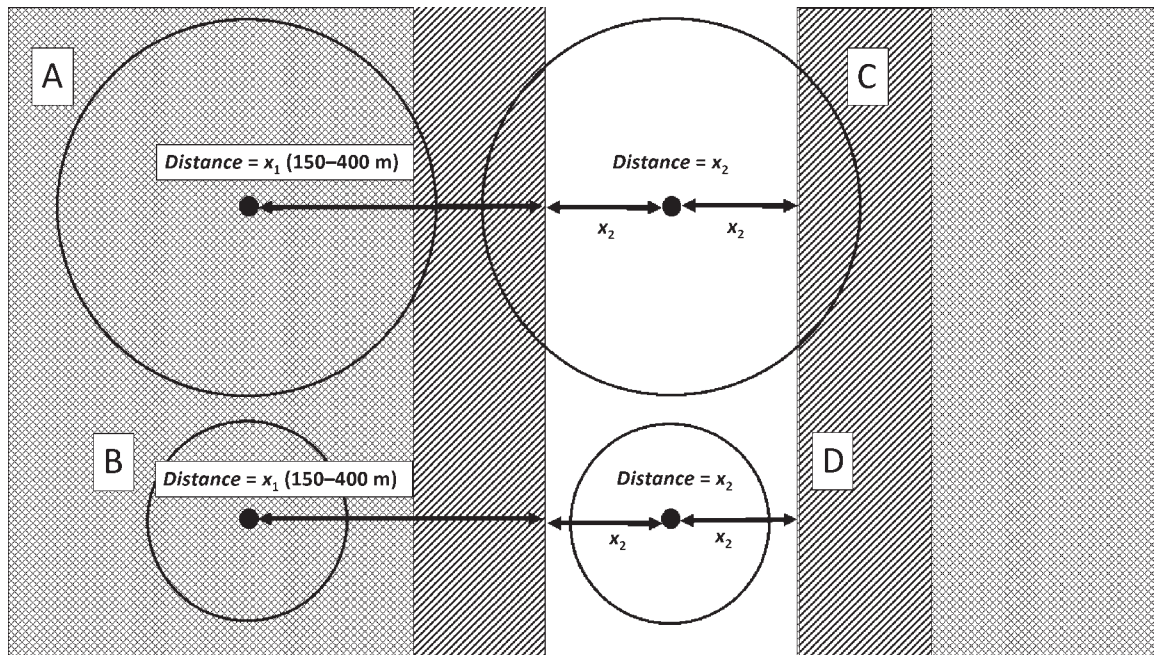 A
C
Distance = x₁ (150–400 m)
Distance = x₂
x₂
x₂
B
D
Distance = x₁ (150–400 m)
Distance = x₂
x₂
x₂